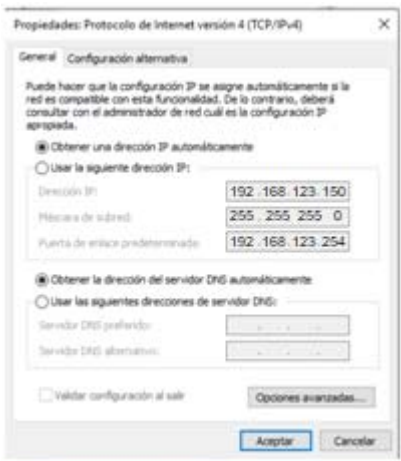 Propiedades: Protocolo de Internet versión 4 (TCP/IPv4)
General Configuración alternativa
Puede hacer que la configuración IP se asigne automáticamente si la
red es compatible con esta funcionalidad. De lo contrario, deberá
consultar con el administrador de red cuál es la configuración IP
apropiada.
Obtener una dirección IP automáticamente
Usar la siguiente dirección IP:
Dirección IP: 192 . 168 . 123 . 150
Máscara de subred: 255 . 255 . 255 . 0
Puerta de enlace predeterminada: 192 . 168 . 123 . 254
Obtener la dirección del servidor DNS automáticamente
Usar las siguientes direcciones de servidor DNS:
Servidor DNS preferido: . . .
Servidor DNS alternativo: . . .
Validar configuración al salir Opciones avanzadas...
Aceptar Cancelar